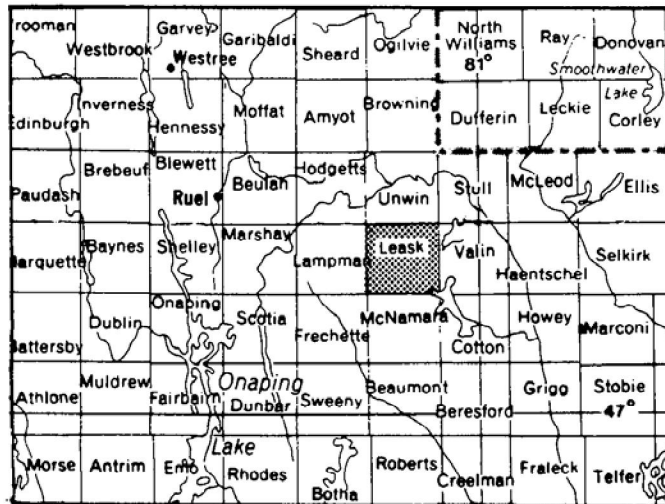 Trooman
Westbrook
Garvey
Westree
Garibaldi
Sheard
Ogilvie
North
Williams
81°
Ray
Donovan
Smoothwater
Lake
Edinburgh
Inverness
Hennessy
Moffat
Amyot
Browning
Dufferin
Leckie
Corley
Paudash
Brebeuf
Blewett
Ruel
Beulah
Hodgetts
Unwin
Stull
McLeod
Ellis
Marquette
Baynes
Shelley
Marshay
Lampman
Leask
Valin
Haentschel
Selkirk
Battersby
Dublin
Onaping
Scotia
Frechette
McNamara
Cotton
Howey
Marconi
Athlone
Muldrew
Fairbairn
Onaping
Dunbar
Sweeny
Beaumont
Beresford
Grigg
Stobie
47°
Morse
Antrim
Emo
Lake
Rhodes
Botha
Roberts
Creelman
Fraleck
Telfer